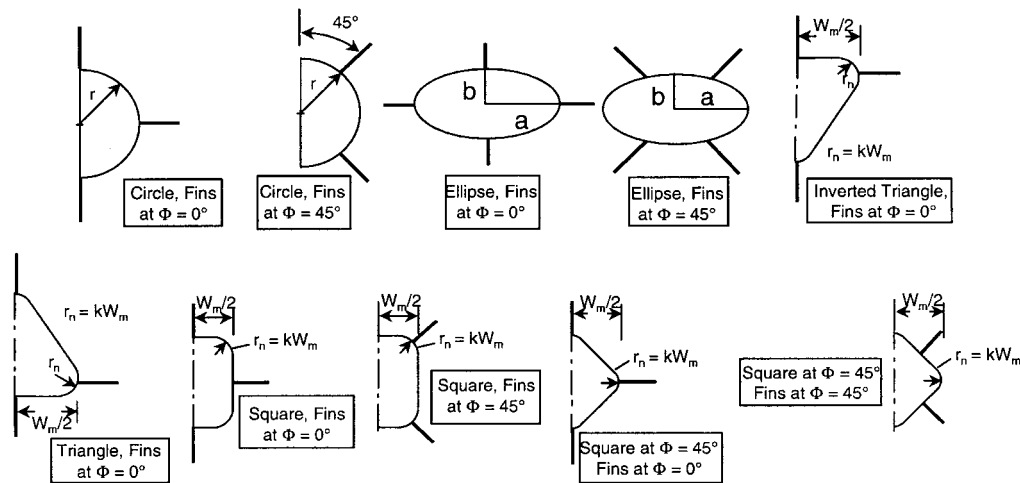 r
Circle, Fins
at Φ = 0°
45°
r
Circle, Fins
at Φ = 45°
b
a
Ellipse, Fins
at Φ = 0°
b
a
Ellipse, Fins
at Φ = 45°
Wm/2
rn
rn = kWm
Inverted Triangle,
Fins at Φ = 0°
rn = kWm
rn
Wm/2
Triangle, Fins
at Φ = 0°
Wm/2
rn = kWm
Square, Fins
at Φ = 0°
Wm/2
rn = kWm
Square, Fins
at Φ = 45°
Wm/2
rn = kWm
Square at Φ = 45°
Fins at Φ = 0°
Wm/2
rn = kWm
Square at Φ = 45°
Fins at Φ = 45°